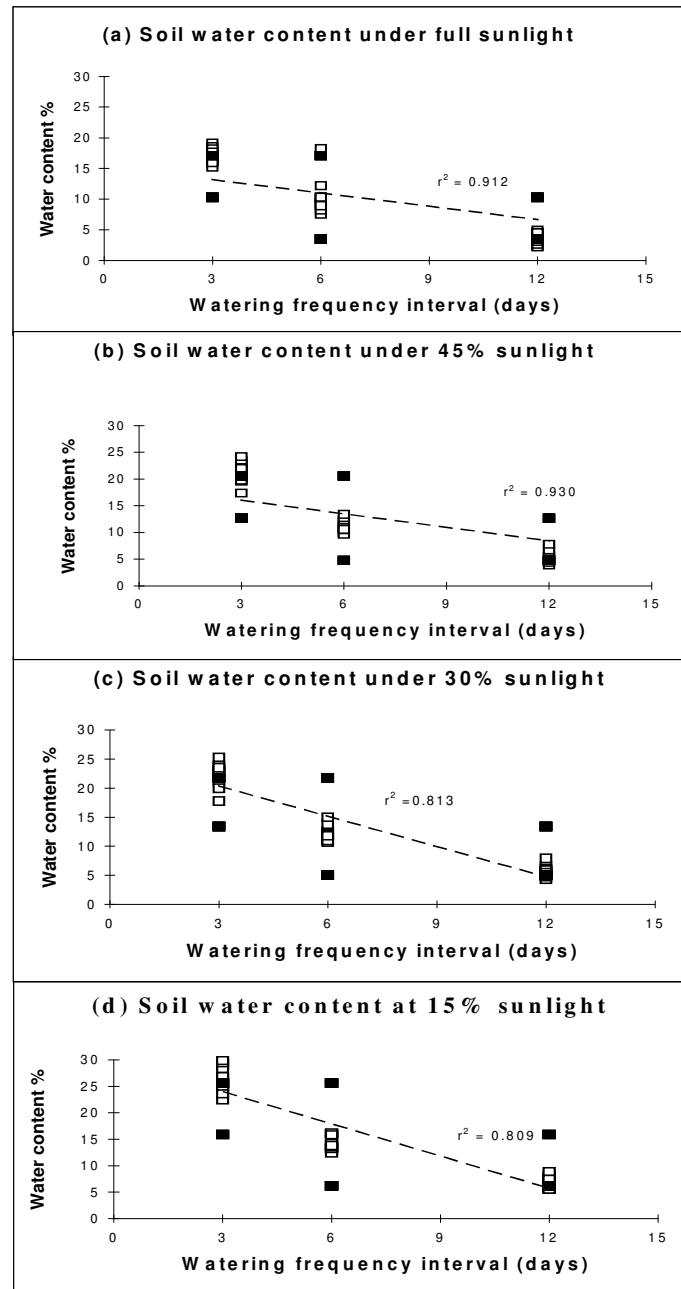 (a) Soil water content under full sunlight
30
25
20
15
10
5
0
Water content %
r² = 0.912
0 3 6 9 12 15
Watering frequency interval (days)
(b) Soil water content under 45% sunlight
30
25
20
15
10
5
0
Water content %
r² = 0.930
0 3 6 9 12 15
Watering frequency interval (days)
(c) Soil water content under 30% sunlight
30
25
20
15
10
5
0
Water content %
r² =0.813
0 3 6 9 12 15
Watering frequency interval (days)
(d) Soil water content at 15% sunlight
30
25
20
15
10
5
0
Water content %
r² = 0.809
0 3 6 9 12 15
Watering frequency interval (days)